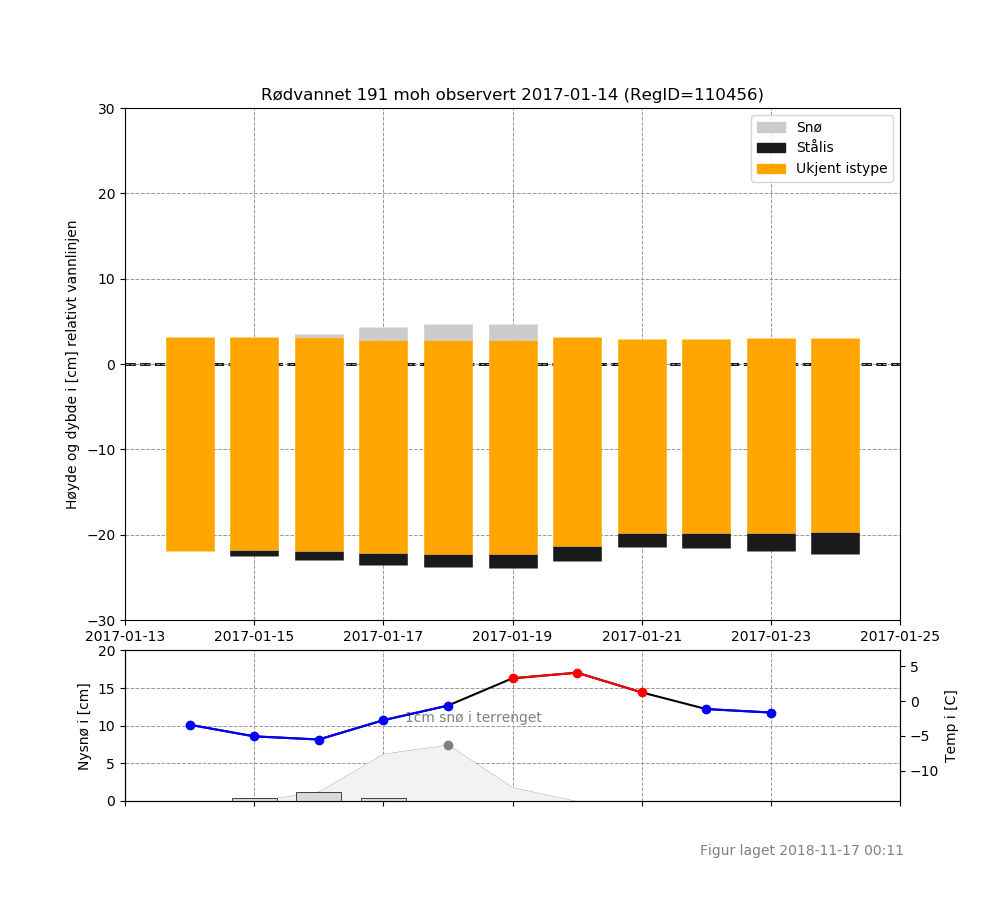 Rødvannet 191 moh observert 2017-01-14 (RegID=110456)
Snø
Stålis
Ukjent istype
Høyde og dybde i [cm] relativt vannlinjen
30
20
10
0
−10
−20
−30
2017-01-13 2017-01-15 2017-01-17 2017-01-19 2017-01-21 2017-01-23 2017-01-25
Nysnø i [cm]
20
15
10
5
0
1cm snø i terrenget
5
0
−5
−10
Temp i [C]
Figur laget 2018-11-17 00:11